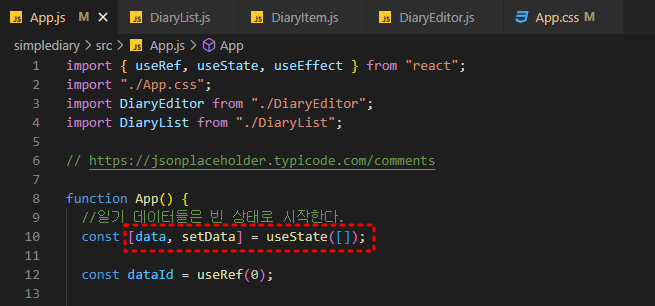 App.js M × DiaryList.js DiaryItem.js DiaryEditor.js App.css M
simplediary > src > App.js > App
1 import { useRef, useState, useEffect } from "react";
2 import "./App.css";
3 import DiaryEditor from "./DiaryEditor";
4 import DiaryList from "./DiaryList";
5
6 // https://jsonplaceholder.typicode.com/comments
7
8 function App() {
9 //일기 데이터들은 빈 상태로 시작한다.
10 const [data, setData] = useState([]);
11
12 const dataId = useRef(0);
13